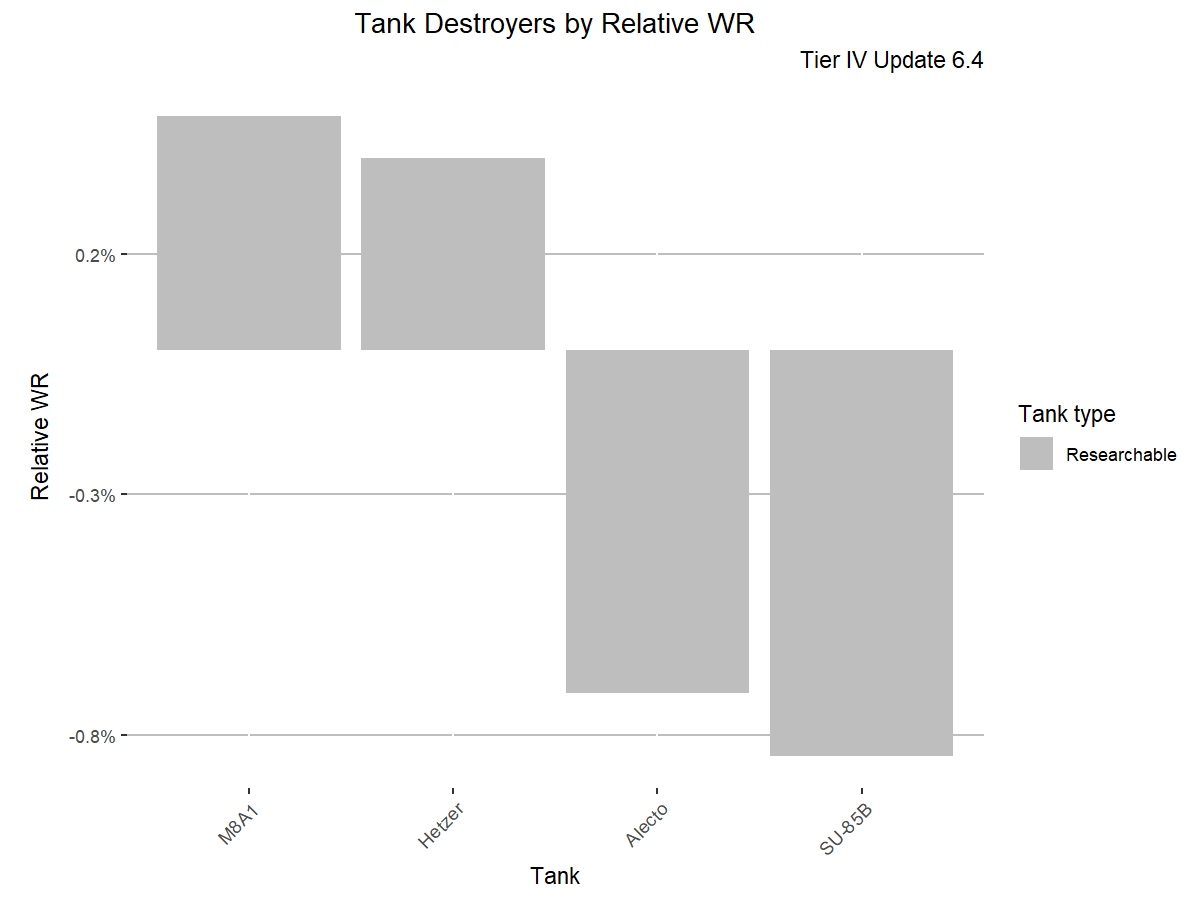 Tank Destroyers by Relative WR
Tier IV Update 6.4
0.2%
-0.3%
-0.8%
Relative WR
M8A1
Hetzer
Alecto
SU-85B
Tank
Tank type
Researchable